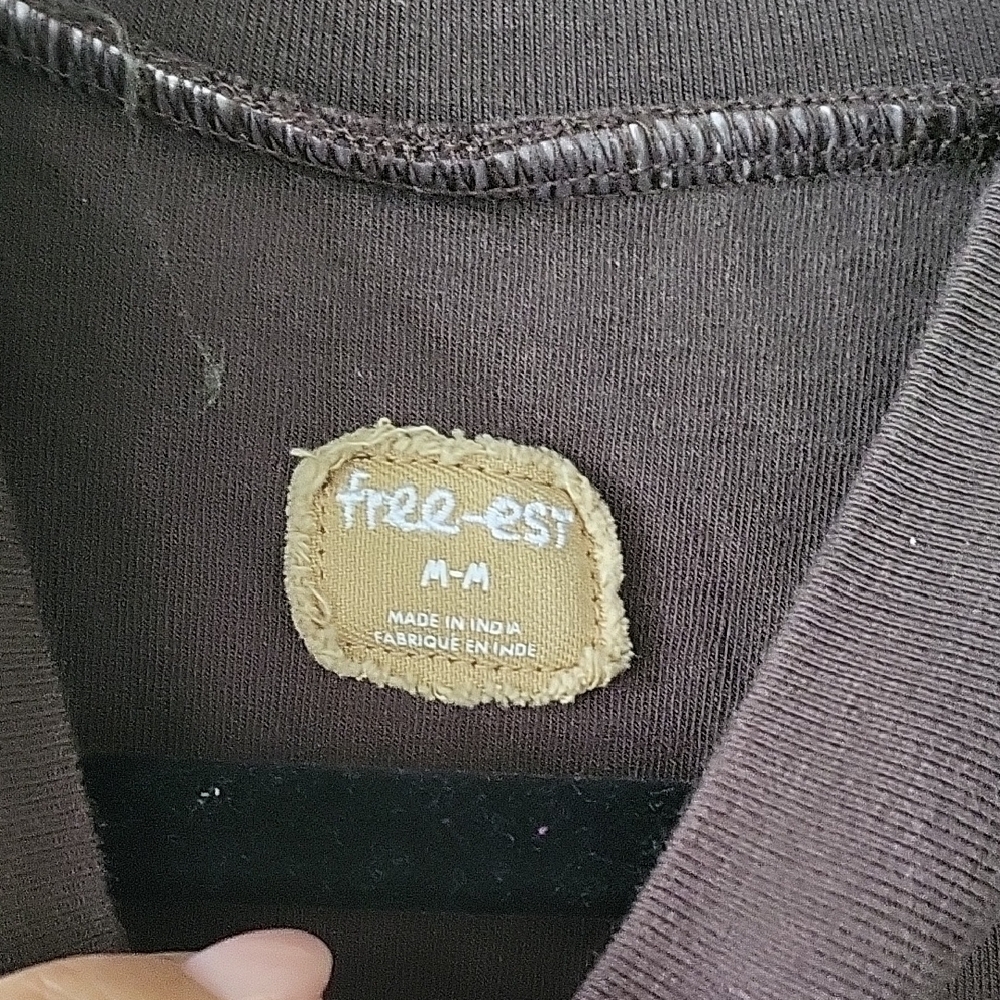 free-est
M-M
MADE IN INDIA
FABRIQUE EN INDE